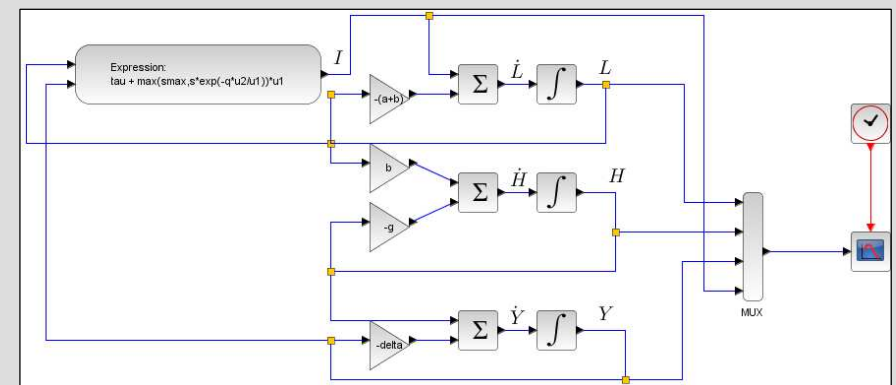 Expression:
tau + max(smax,s*exp(-q*u2/u1))*u1
I
-(a+b)
Σ
L̇
∫
L
b
-g
Σ
Ḣ
∫
H
-delta
Σ
Ẏ
∫
Y
MUX